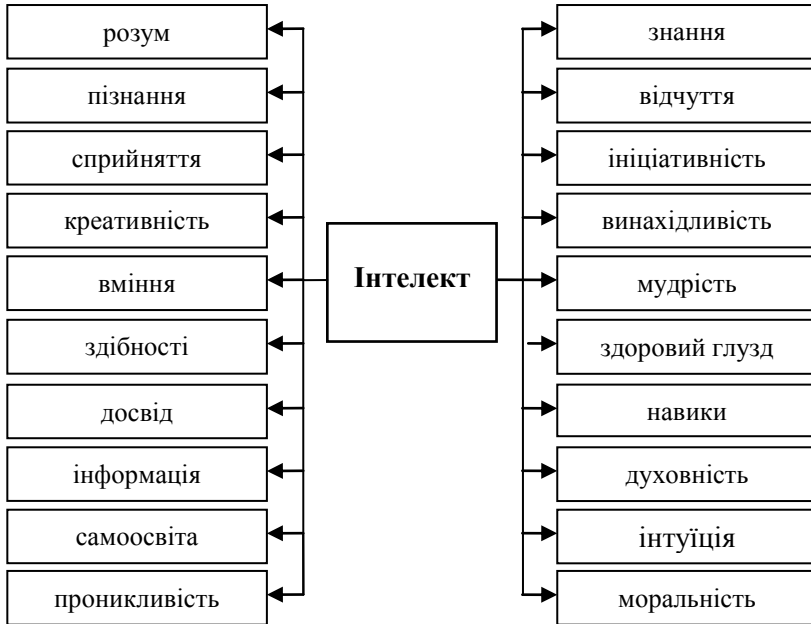 розум
пізнання
сприйняття
креативність
вміння
здібності
досвід
інформація
самоосвіта
проникливість
Інтелект
знання
відчуття
ініціативність
винахідливість
мудрість
здоровий глузд
навики
духовність
інтуїція
моральність